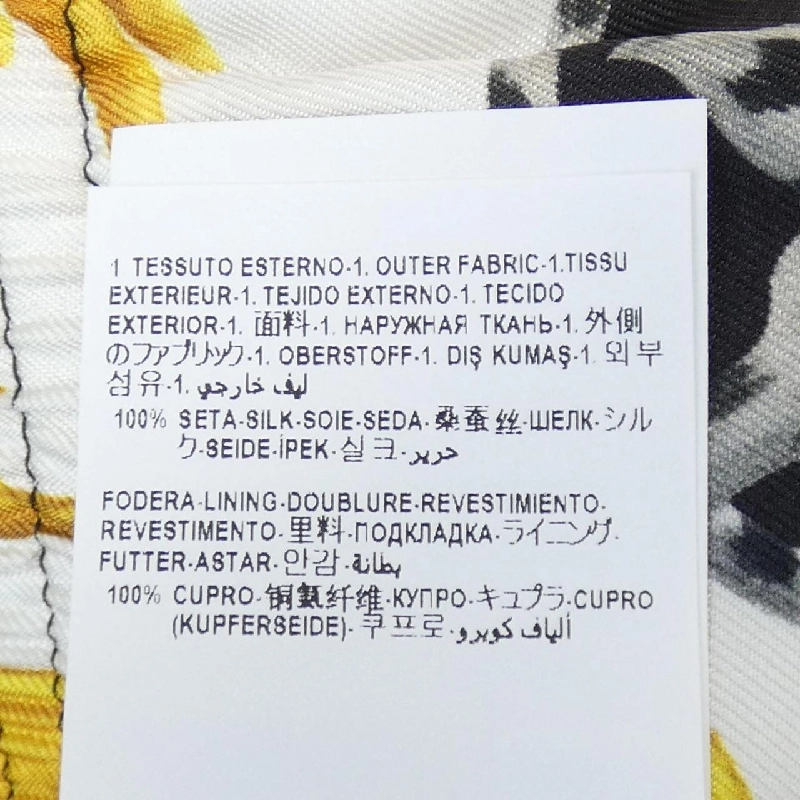 1 TESSUTO ESTERNO-1. OUTER FABRIC-1.TISSU
EXTERIEUR-1. TEJIDO EXTERNO-1. TECIDO
EXTERIOR-1. 面料-1. НАРУЖНАЯ ТКАНЬ-1. 外側
のファブリック-1. OBERSTOFF-1. DIŞ KUMAŞ-1. 외부
섬유-1. ليف خارجي
100% SETA-SILK-SOIE-SEDA-桑蚕丝-ШЕЛК-シル
ク-SEIDE-İPEK-실크-حرير
FODERA-LINING-DOUBLURE-REVESTIMIENTO-
REVESTIMENTO-里料-ПОДКЛАДКА-ライニング-
FUTTER-ASTAR-안감-بطانة
100% CUPRO-铜氨纤维-КУПРО-キュプラ-CUPRO
(KUPFERSEIDE)-쿠프로-ألياف كوبرو